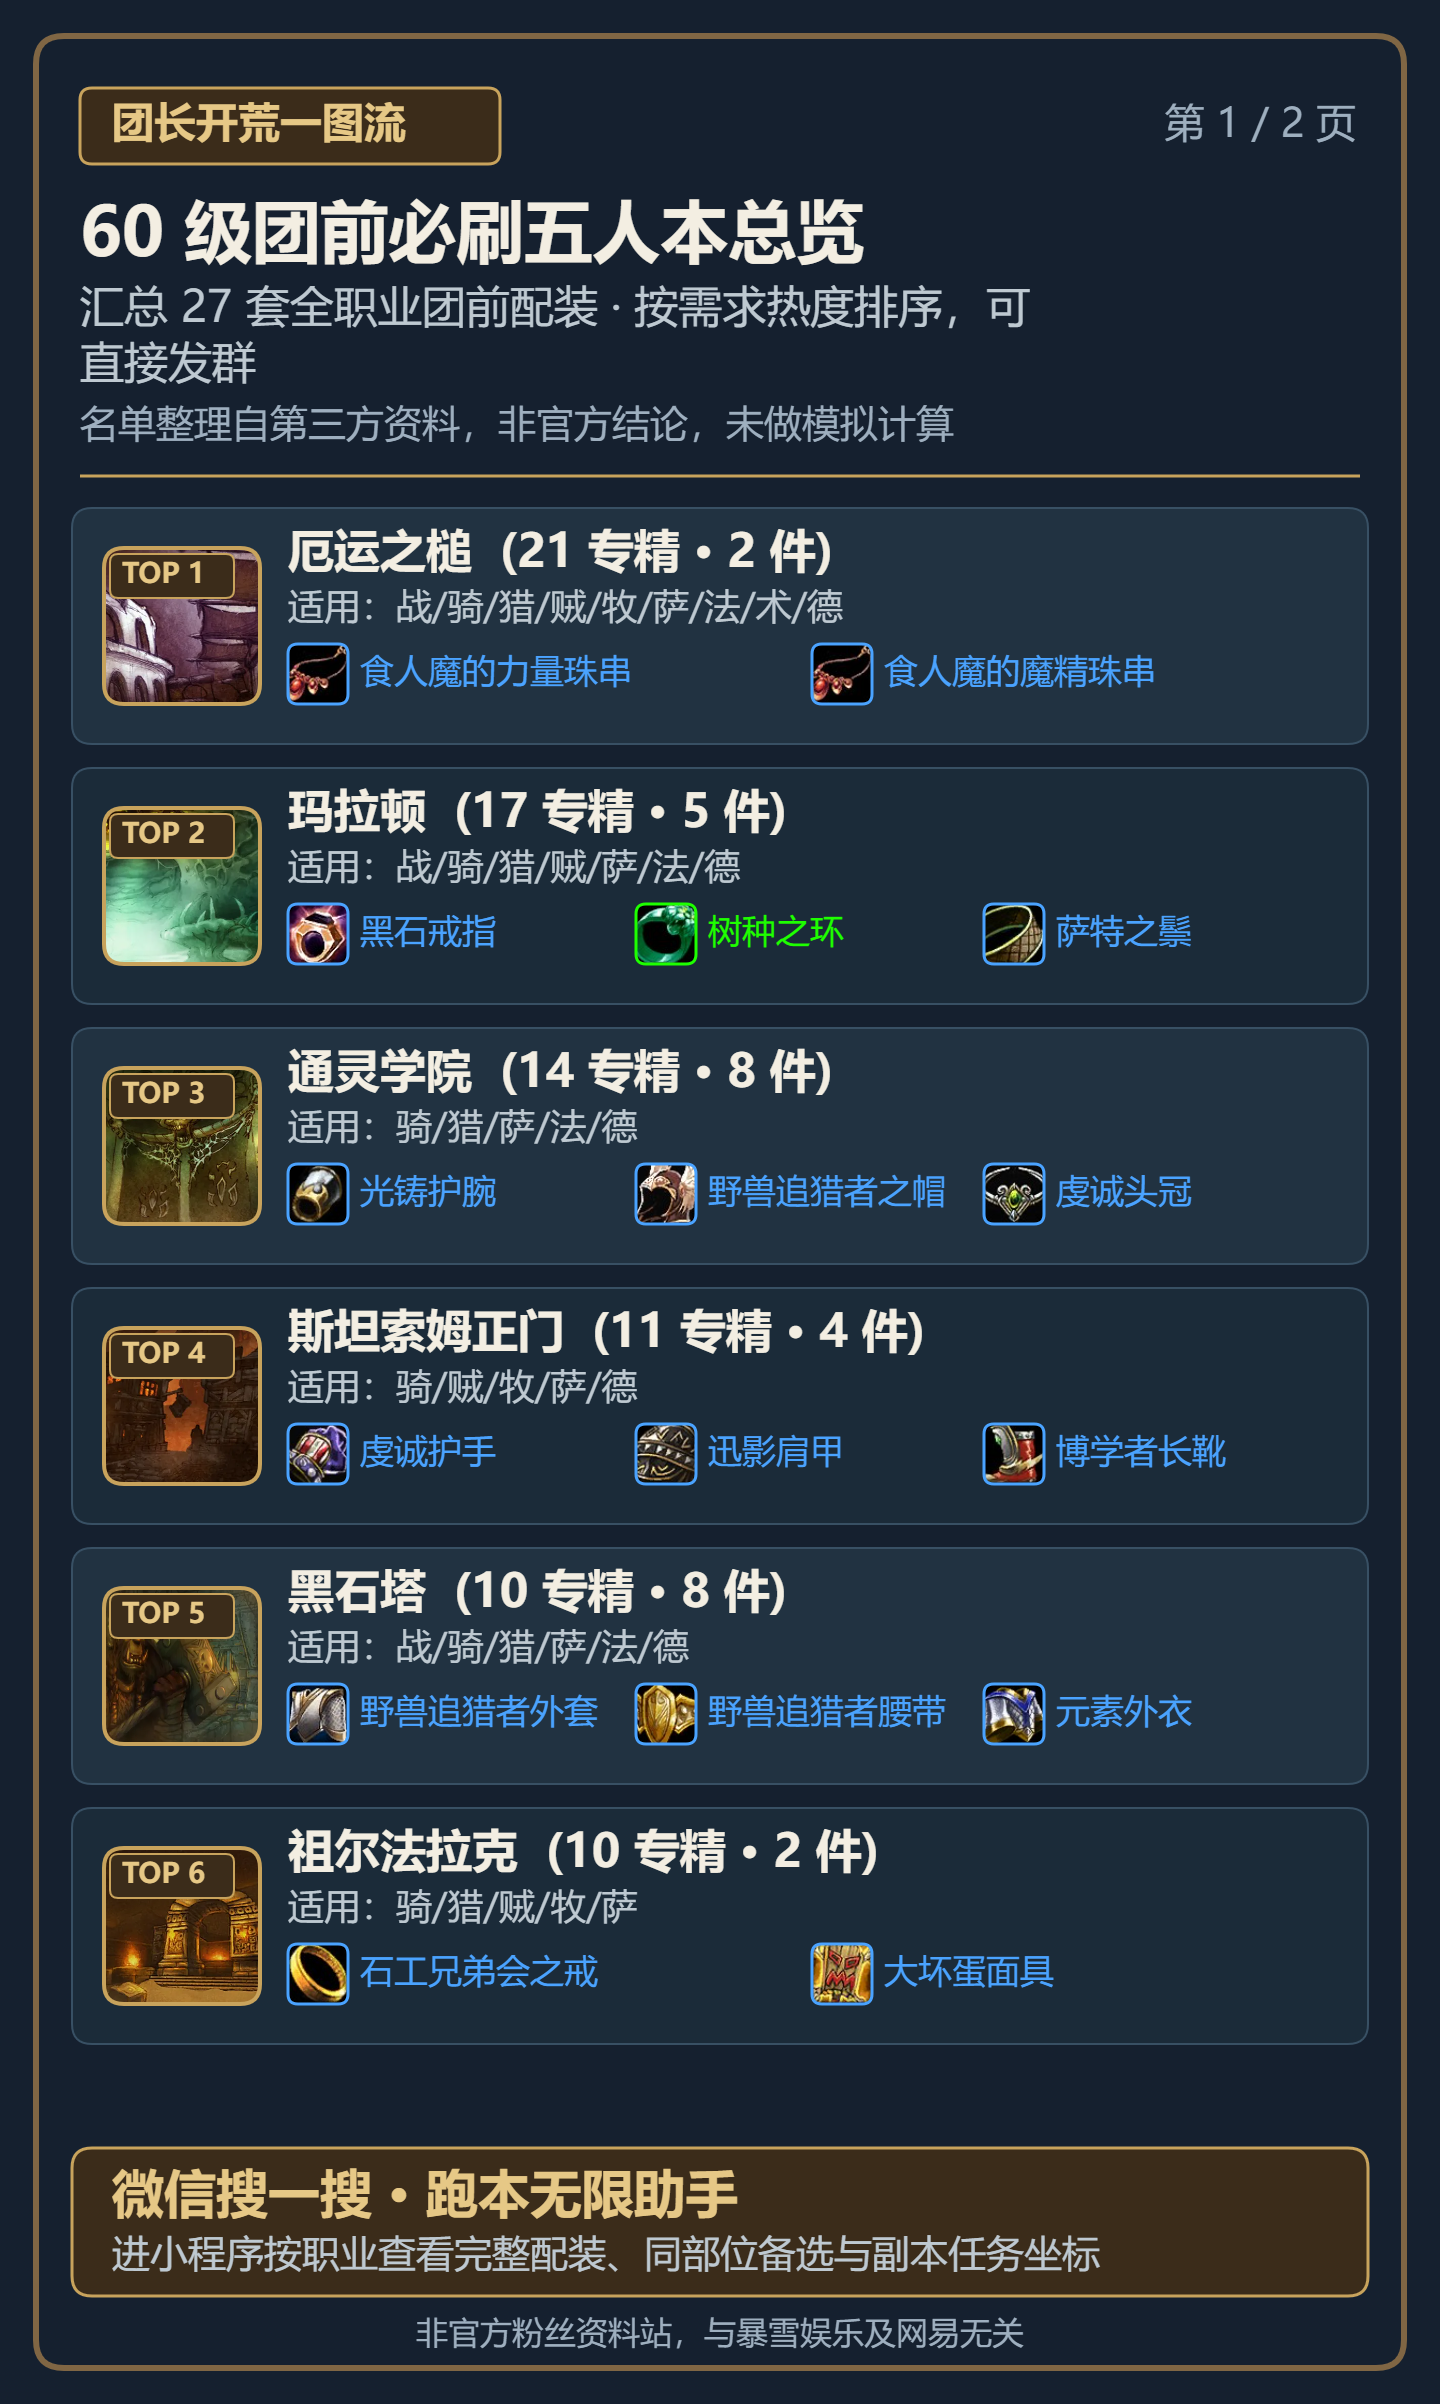 团长开荒一图流
第 1 / 2 页
60 级团前必刷五人本总览
汇总 27 套全职业团前配装 · 按需求热度排序，可
直接发群
名单整理自第三方资料，非官方结论，未做模拟计算
TOP 1
厄运之槌（21 专精 • 2 件）
适用：战/骑/猎/贼/牧/萨/法/术/德
食人魔的力量珠串
食人魔的魔精珠串
TOP 2
玛拉顿（17 专精 • 5 件）
适用：战/骑/猎/贼/萨/法/德
黑石戒指
树种之环
萨特之鬃
TOP 3
通灵学院（14 专精 • 8 件）
适用：骑/猎/萨/法/德
光铸护腕
野兽追猎者之帽
虔诚头冠
TOP 4
斯坦索姆正门（11 专精 • 4 件）
适用：骑/贼/牧/萨/德
虔诚护手
迅影肩甲
博学者长靴
TOP 5
黑石塔（10 专精 • 8 件）
适用：战/骑/猎/萨/法/德
野兽追猎者外套
野兽追猎者腰带
元素外衣
TOP 6
祖尔法拉克（10 专精 • 2 件）
适用：骑/猎/贼/牧/萨
石工兄弟会之戒
大坏蛋面具
微信搜一搜 • 跑本无限助手
进小程序按职业查看完整配装、同部位备选与副本任务坐标
非官方粉丝资料站，与暴雪娱乐及网易无关